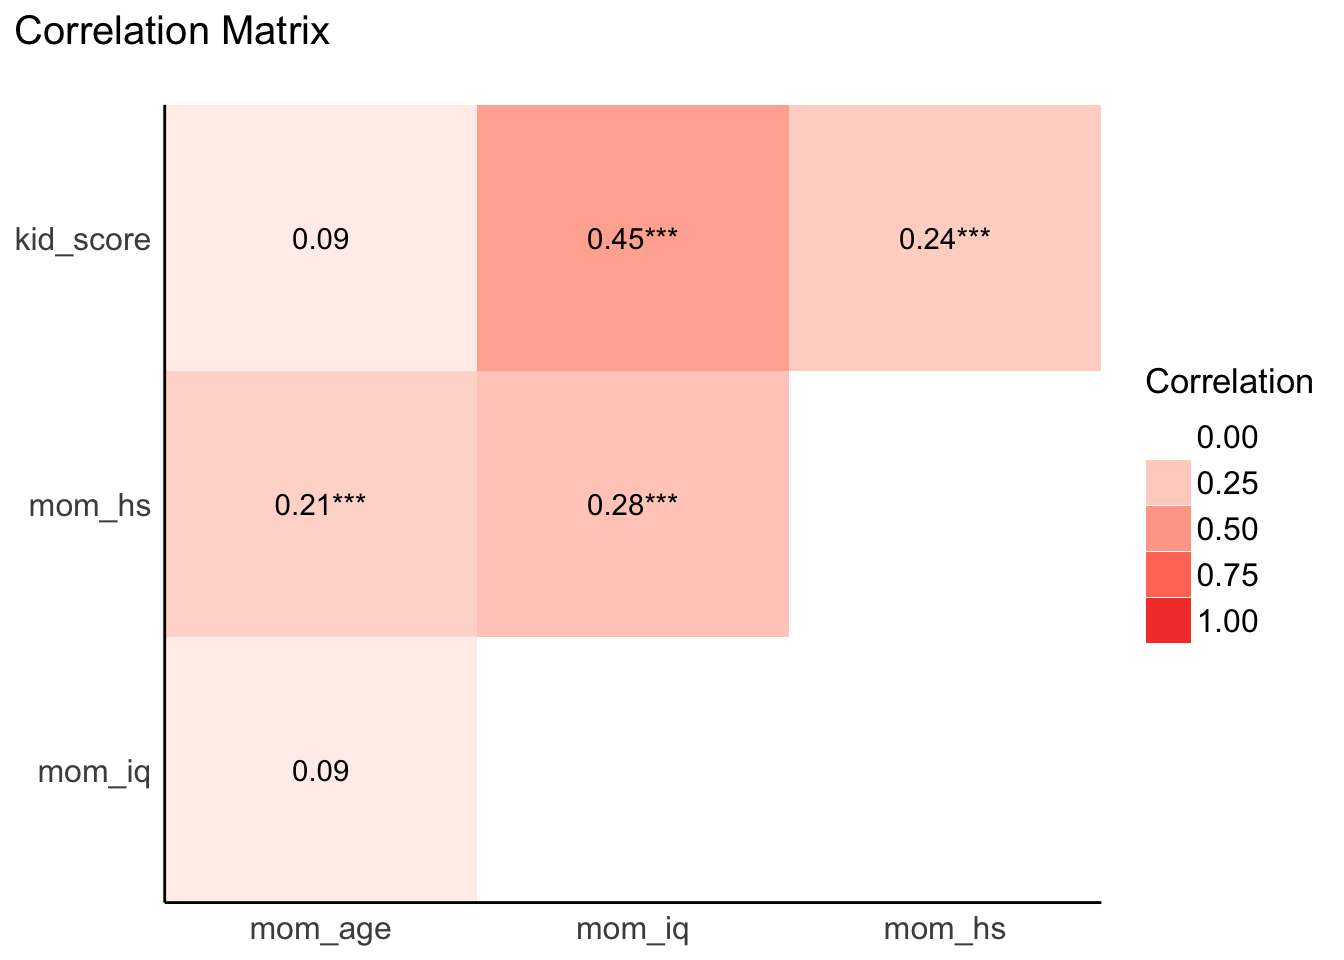 Correlation Matrix
kid_score
0.09
0.45***
0.24***
mom_hs
0.21***
0.28***
mom_iq
0.09
mom_age
mom_iq
mom_hs
Correlation
0.00
0.25
0.50
0.75
1.00